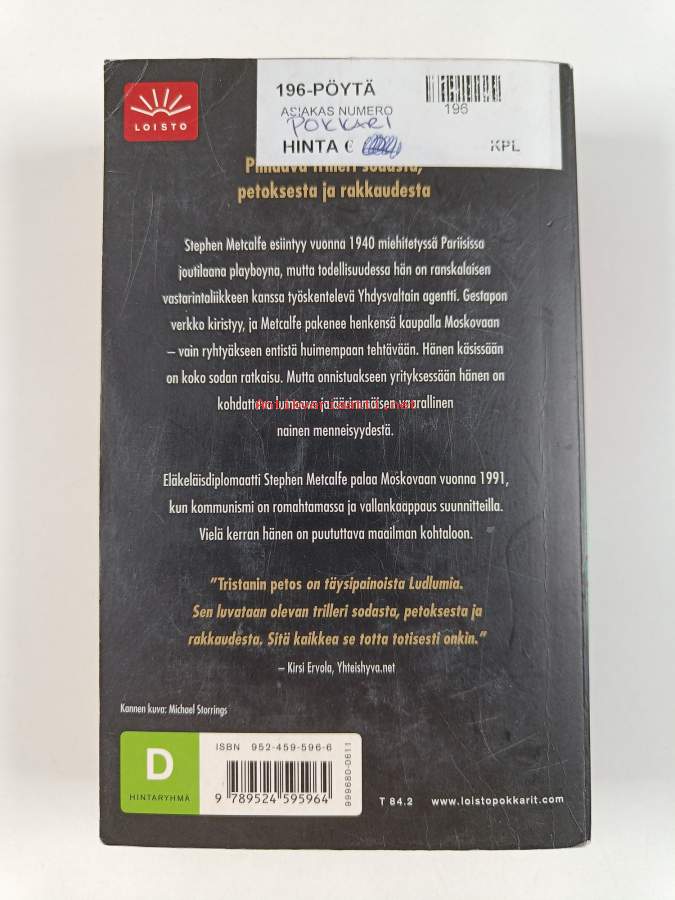 LOISTO
196-PÖYTÄ
ASIAKAS NUMERO
196
POKKARI
HINTA €
KPL
trilleri sodasta,
petoksesta ja rakkaudesta
Stephen Metcalfe esiintyy vuonna 1940 miehitetyssä Pariisissa
joutilaana playboyna, mutta todellisuudessa hän on ranskalaisen
vastarintaliikkeen kanssa työskentelevä Yhdysvaltain agentti. Gestapon
verkko kiristyy, ja Metcalfe pakenee henkensä kaupalla Moskovaan
– vain ryhtyäkseen entistä huimempaan tehtävään. Hänen käsissään
on koko sodan ratkaisu. Mutta onnistuakseen yrityksessään hänen on
ja äärimmäisen vaarallinen
nainen menneisyydestä.
Eläkeläisdiplomaatti Stephen Metcalfe palaa Moskovaan vuonna 1991,
kun kommunismi on romahtamassa ja vallankaappaus suunnitteilla.
Vielä kerran hänen on puututtava maailman kohtaloon.
"Tristanin petos on täysipainoista Ludlumia.
Sen luvataan olevan trilleri sodasta, petoksesta ja
rakkaudesta. Sitä kaikkea se totta totisesti onkin."
– Kirsi Ervola, Yhteishyva.net
Kannen kuva: Michael Storrings
D
HINTARYHMÄ
ISBN 952-459-596-6
9 789524 595964
999680-0611
T 84.2 www.loistopokkarit.com